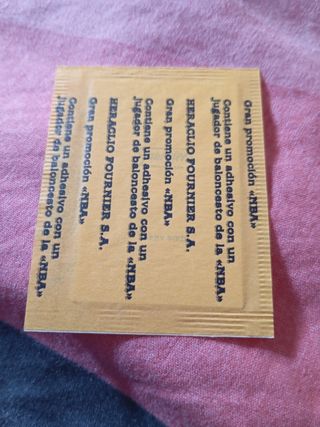 Gran promoción «NBA»
Contiene un adhesivo con un
jugador de baloncesto de la «NBA»
HERACLIO FOURNIER S.A.
Gran promoción «NBA»
Contiene un adhesivo con un
jugador de baloncesto de la «NBA»
HERACLIO FOURNIER S.A.
Gran promoción «NBA»
Contiene un adhesivo con un
jugador de baloncesto de la «NBA»